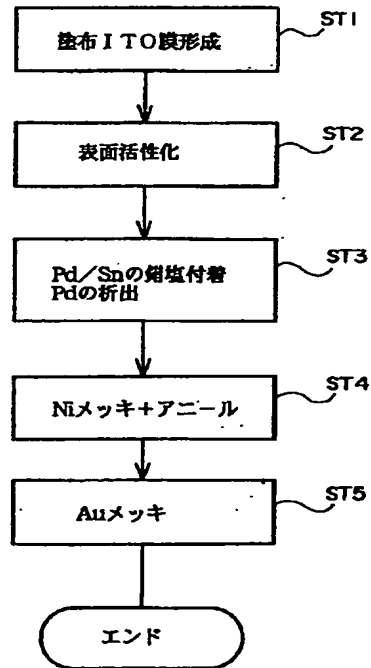 塗布ITO膜形成
ST1
表面活性化
ST2
Pd/Snの錯塩付着
Pdの析出
ST3
Niメッキ+アニール
ST4
Auメッキ
ST5
エンド